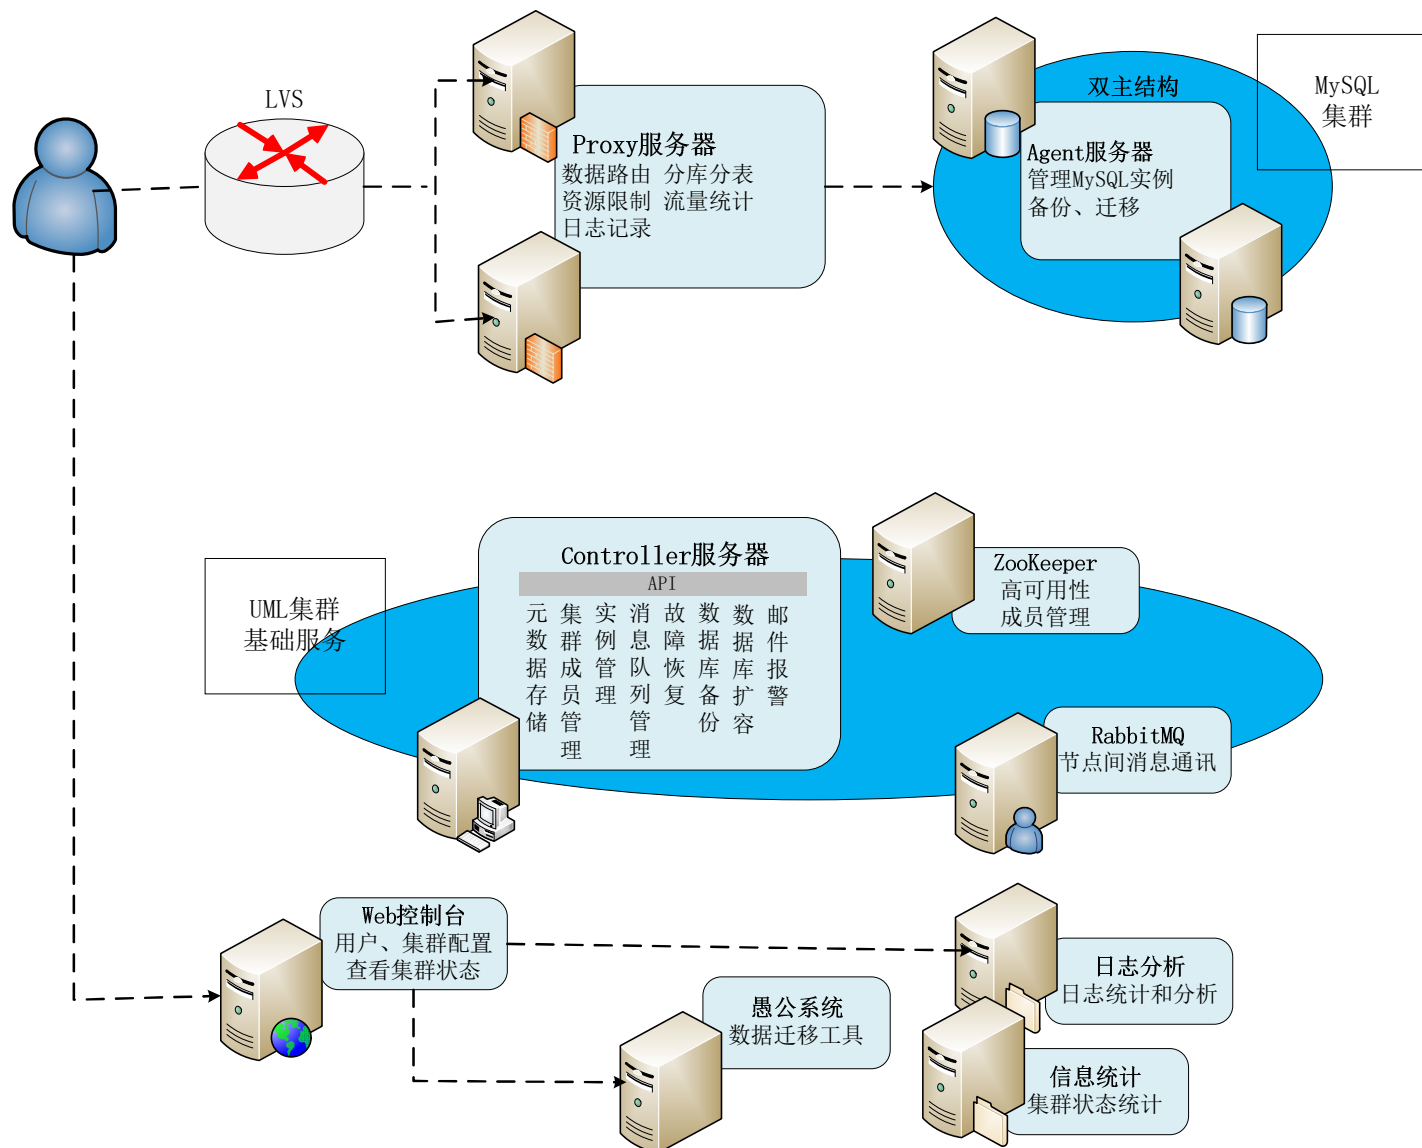 LVS
Proxy服务器
数据路由 分库分表
资源限制 流量统计
日志记录
双主结构
Agent服务器
管理MySQL实例
备份、迁移
MySQL
集群
UML集群
基础服务
Controller服务器
API
元数据存储
集群成员管理
实例管理
消息队列管理
故障恢复
数据库备份
数据库扩容
邮件报警
ZooKeeper
高可用性
成员管理
RabbitMQ
节点间消息通讯
Web控制台
用户、集群配置
查看集群状态
愚公系统
数据迁移工具
日志分析
日志统计和分析
信息统计
集群状态统计